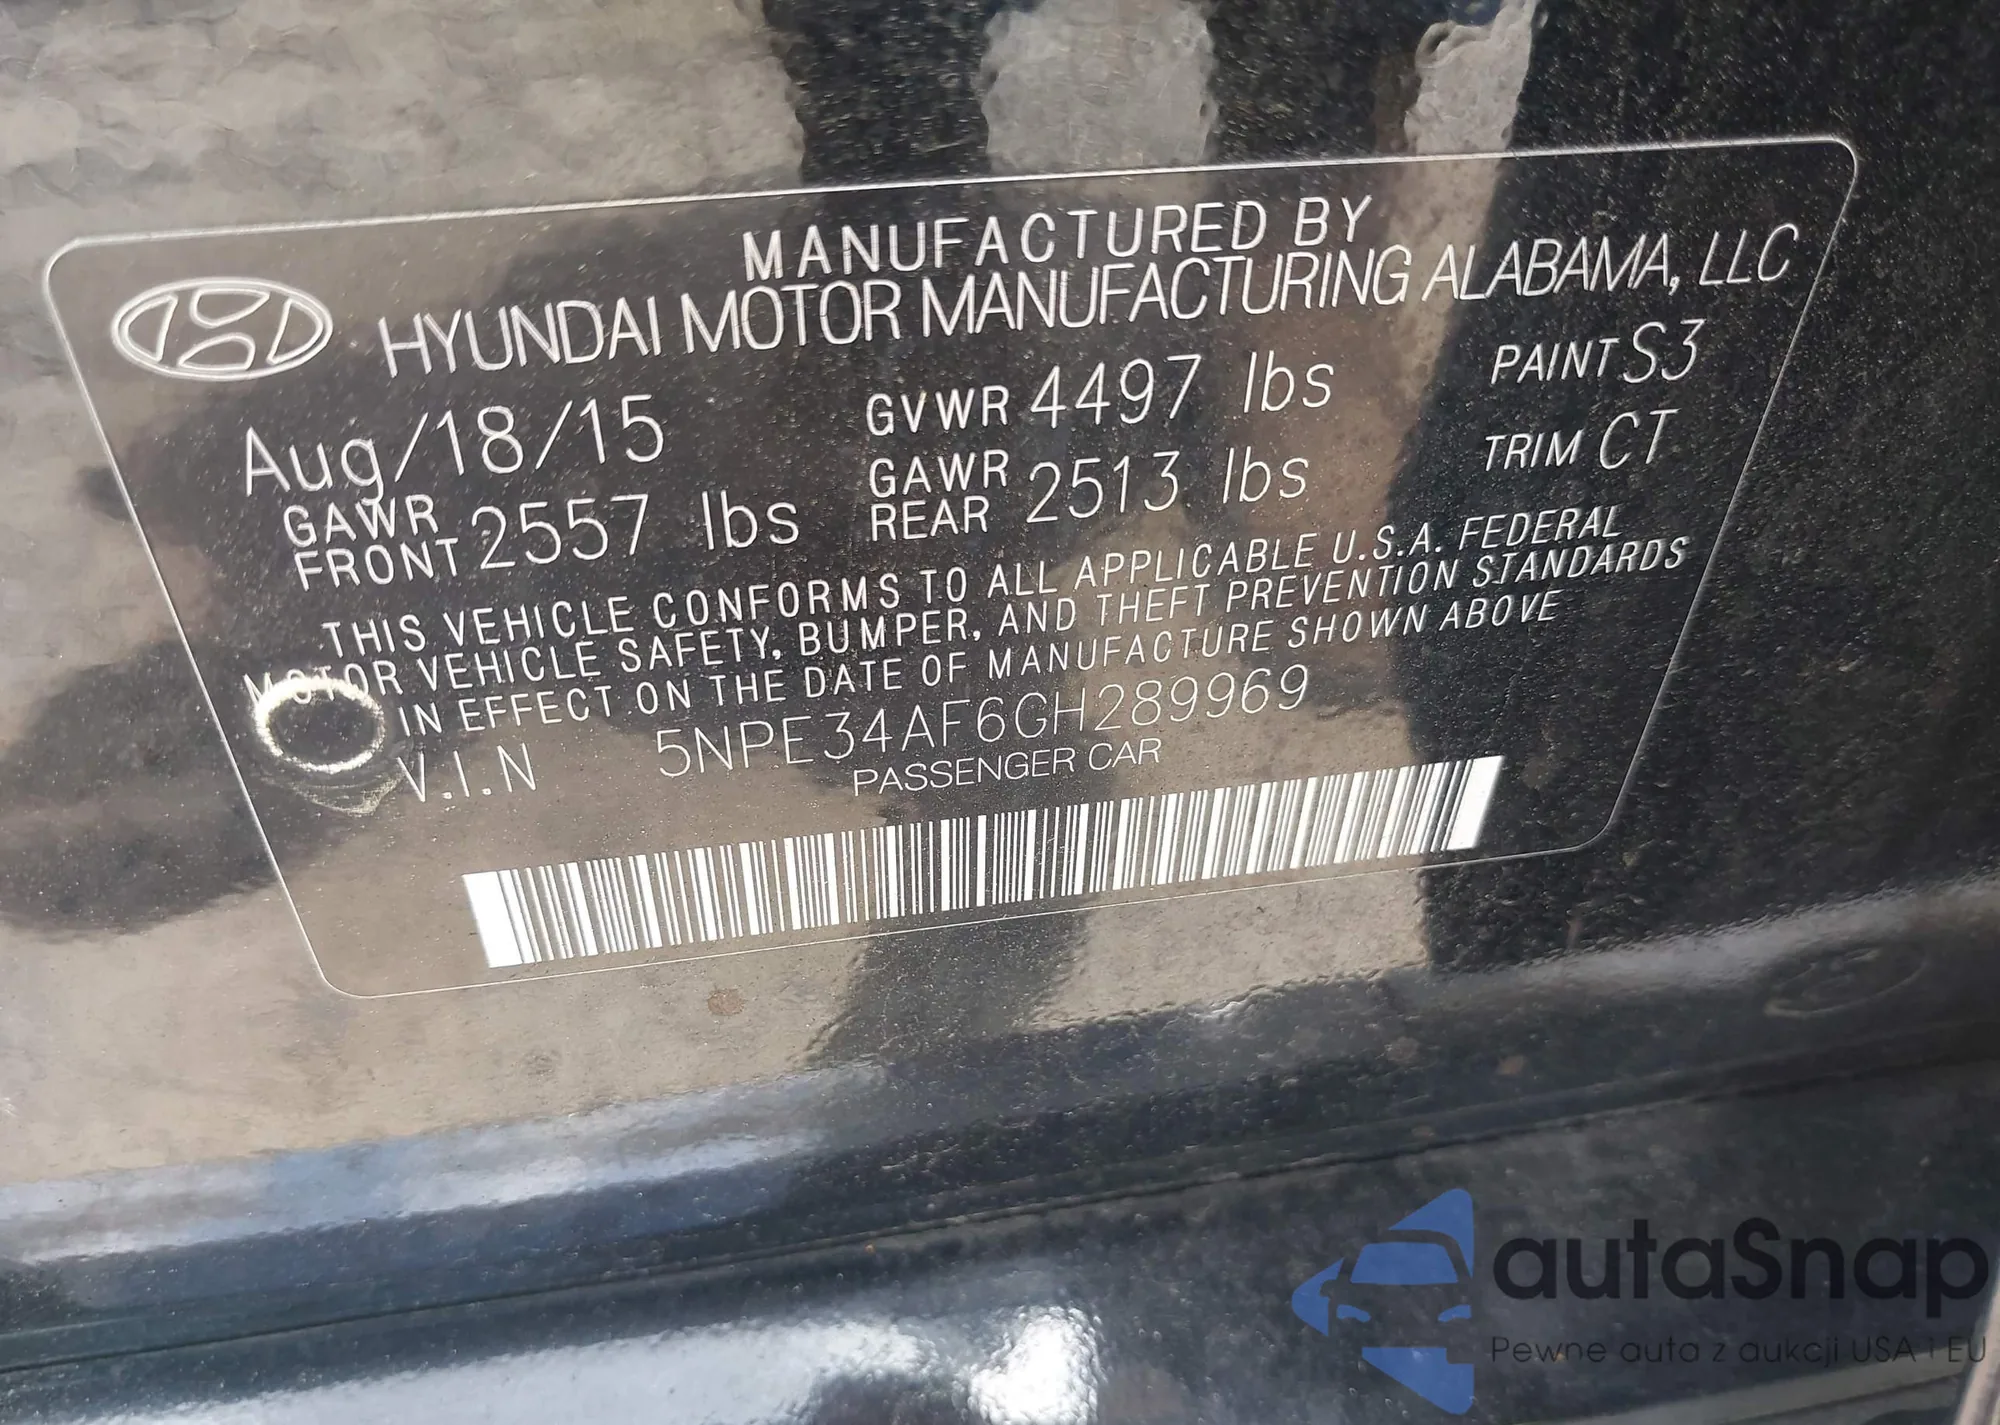 MANUFACTURED BY
HYUNDAI MOTOR MANUFACTURING ALABAMA, LLC
Aug/18/15 GVWR 4497 lbs PAINT S3
GAWR FRONT 2557 lbs GAWR REAR 2513 lbs TRIM CT
THIS VEHICLE CONFORMS TO ALL APPLICABLE U.S.A. FEDERAL
MOTOR VEHICLE SAFETY, BUMPER, AND THEFT PREVENTION STANDARDS
IN EFFECT ON THE DATE OF MANUFACTURE SHOWN ABOVE
V.I.N 5NPE34AF6GH289969
PASSENGER CAR
autaSnap
Pewne auta z aukcji USA i EU